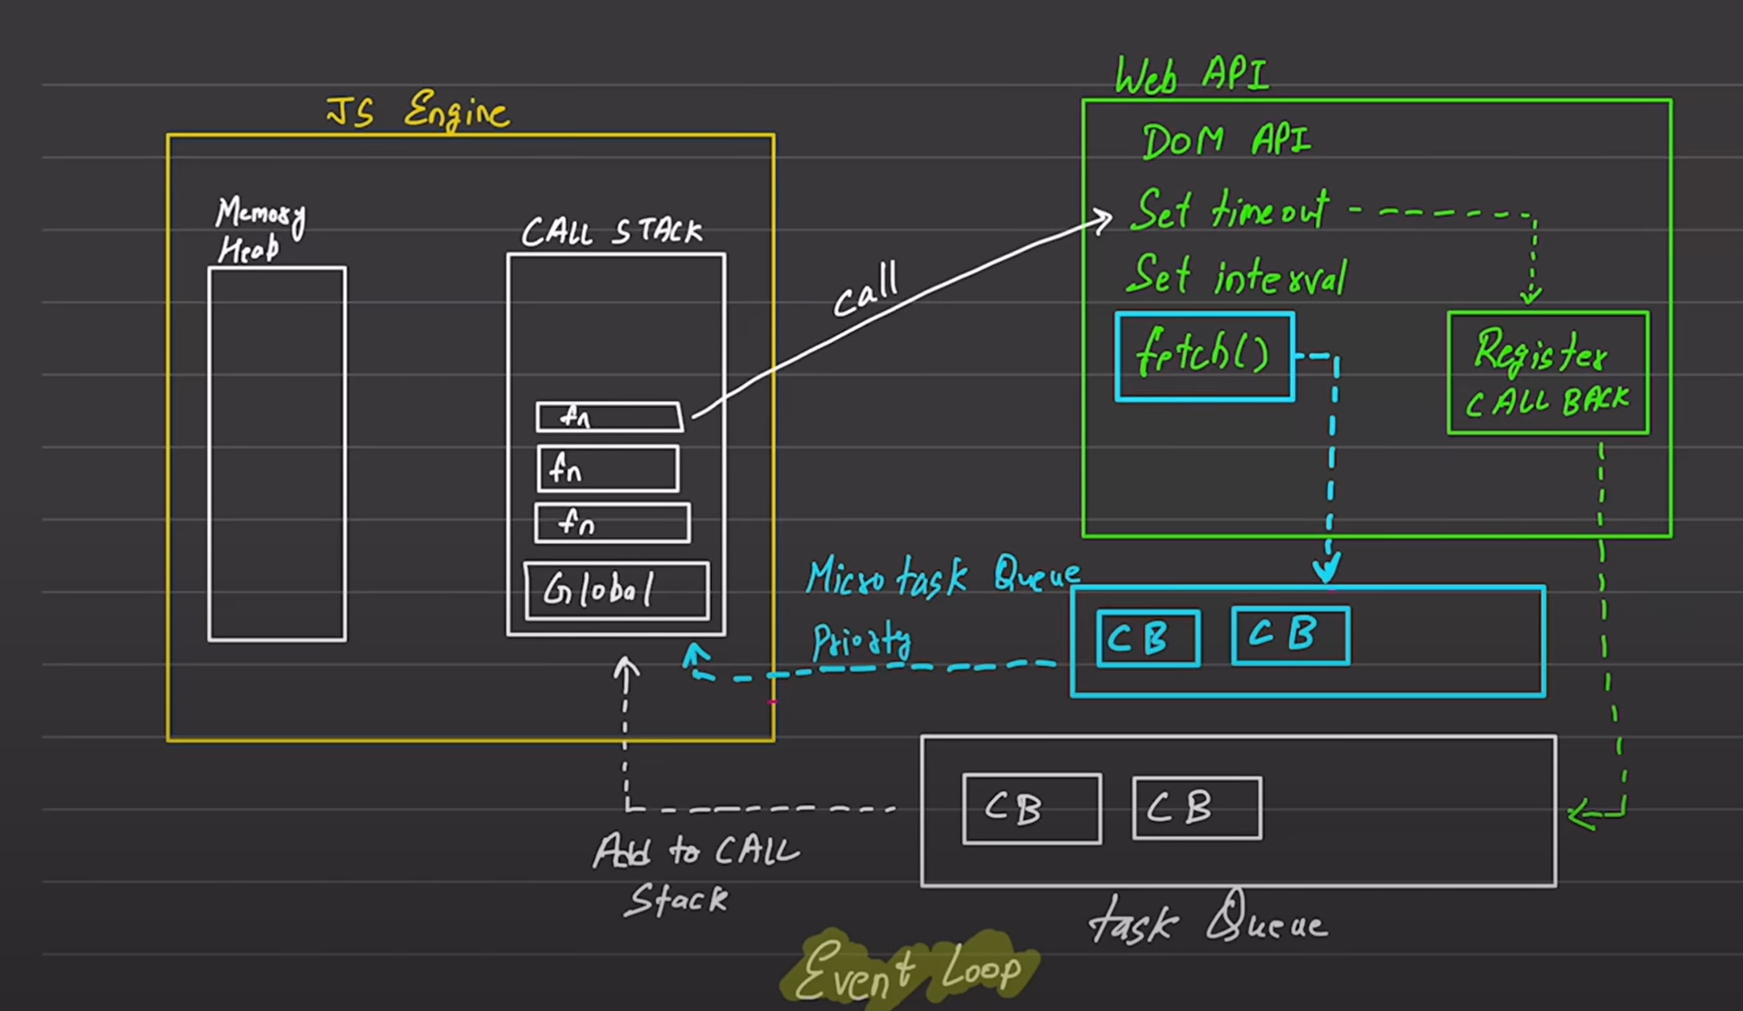 JS Engine
Memory
Heap
CALL STACK
fn
fn
fn
Global
call
Web API
DOM API
Set timeout
Set interval
fetch()
Register
CALL BACK
Micro task Queue
Priority
CB CB
CB CB
Add to CALL
Stack
task Queue
Event Loop